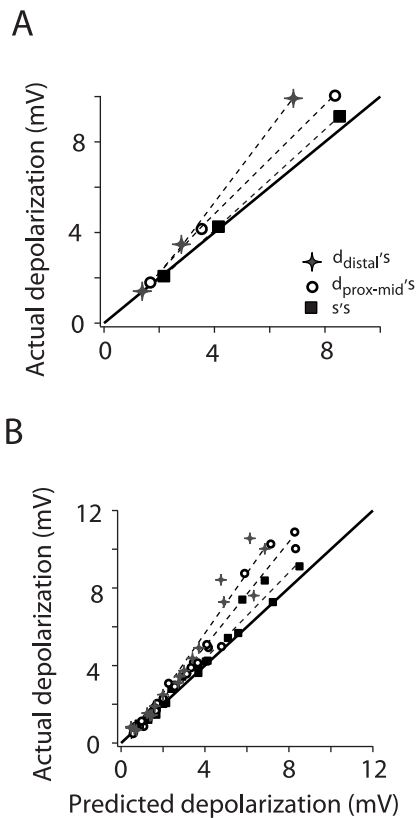 A
Actual depolarization (mV)
8
4
0
0 4 8
d_distal's
d_prox-mid's
s's
B
Actual depolarization (mV)
12
8
4
0
0 4 8 12
Predicted depolarization (mV)